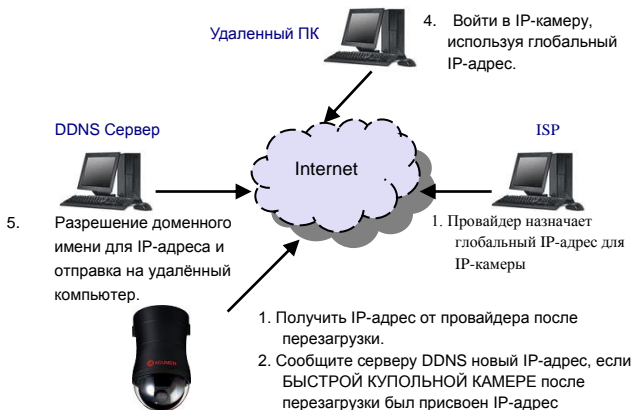 Удаленный ПК
4. Войти в IP-камеру,
используя глобальный
IP-адрес.
DDNS Сервер
ISP
Internet
5. Разрешение доменного
имени для IP-адреса и
отправка на удалённый
компьютер.
1. Провайдер назначает
глобальный IP-адрес для
IP-камеры
1. Получить IP-адрес от провайдера после
перезагрузки.
2. Сообщите серверу DDNS новый IP-адрес, если
БЫСТРОЙ КУПОЛЬНОЙ КАМЕРЕ после
перезагрузки был присвоен IP-адрес